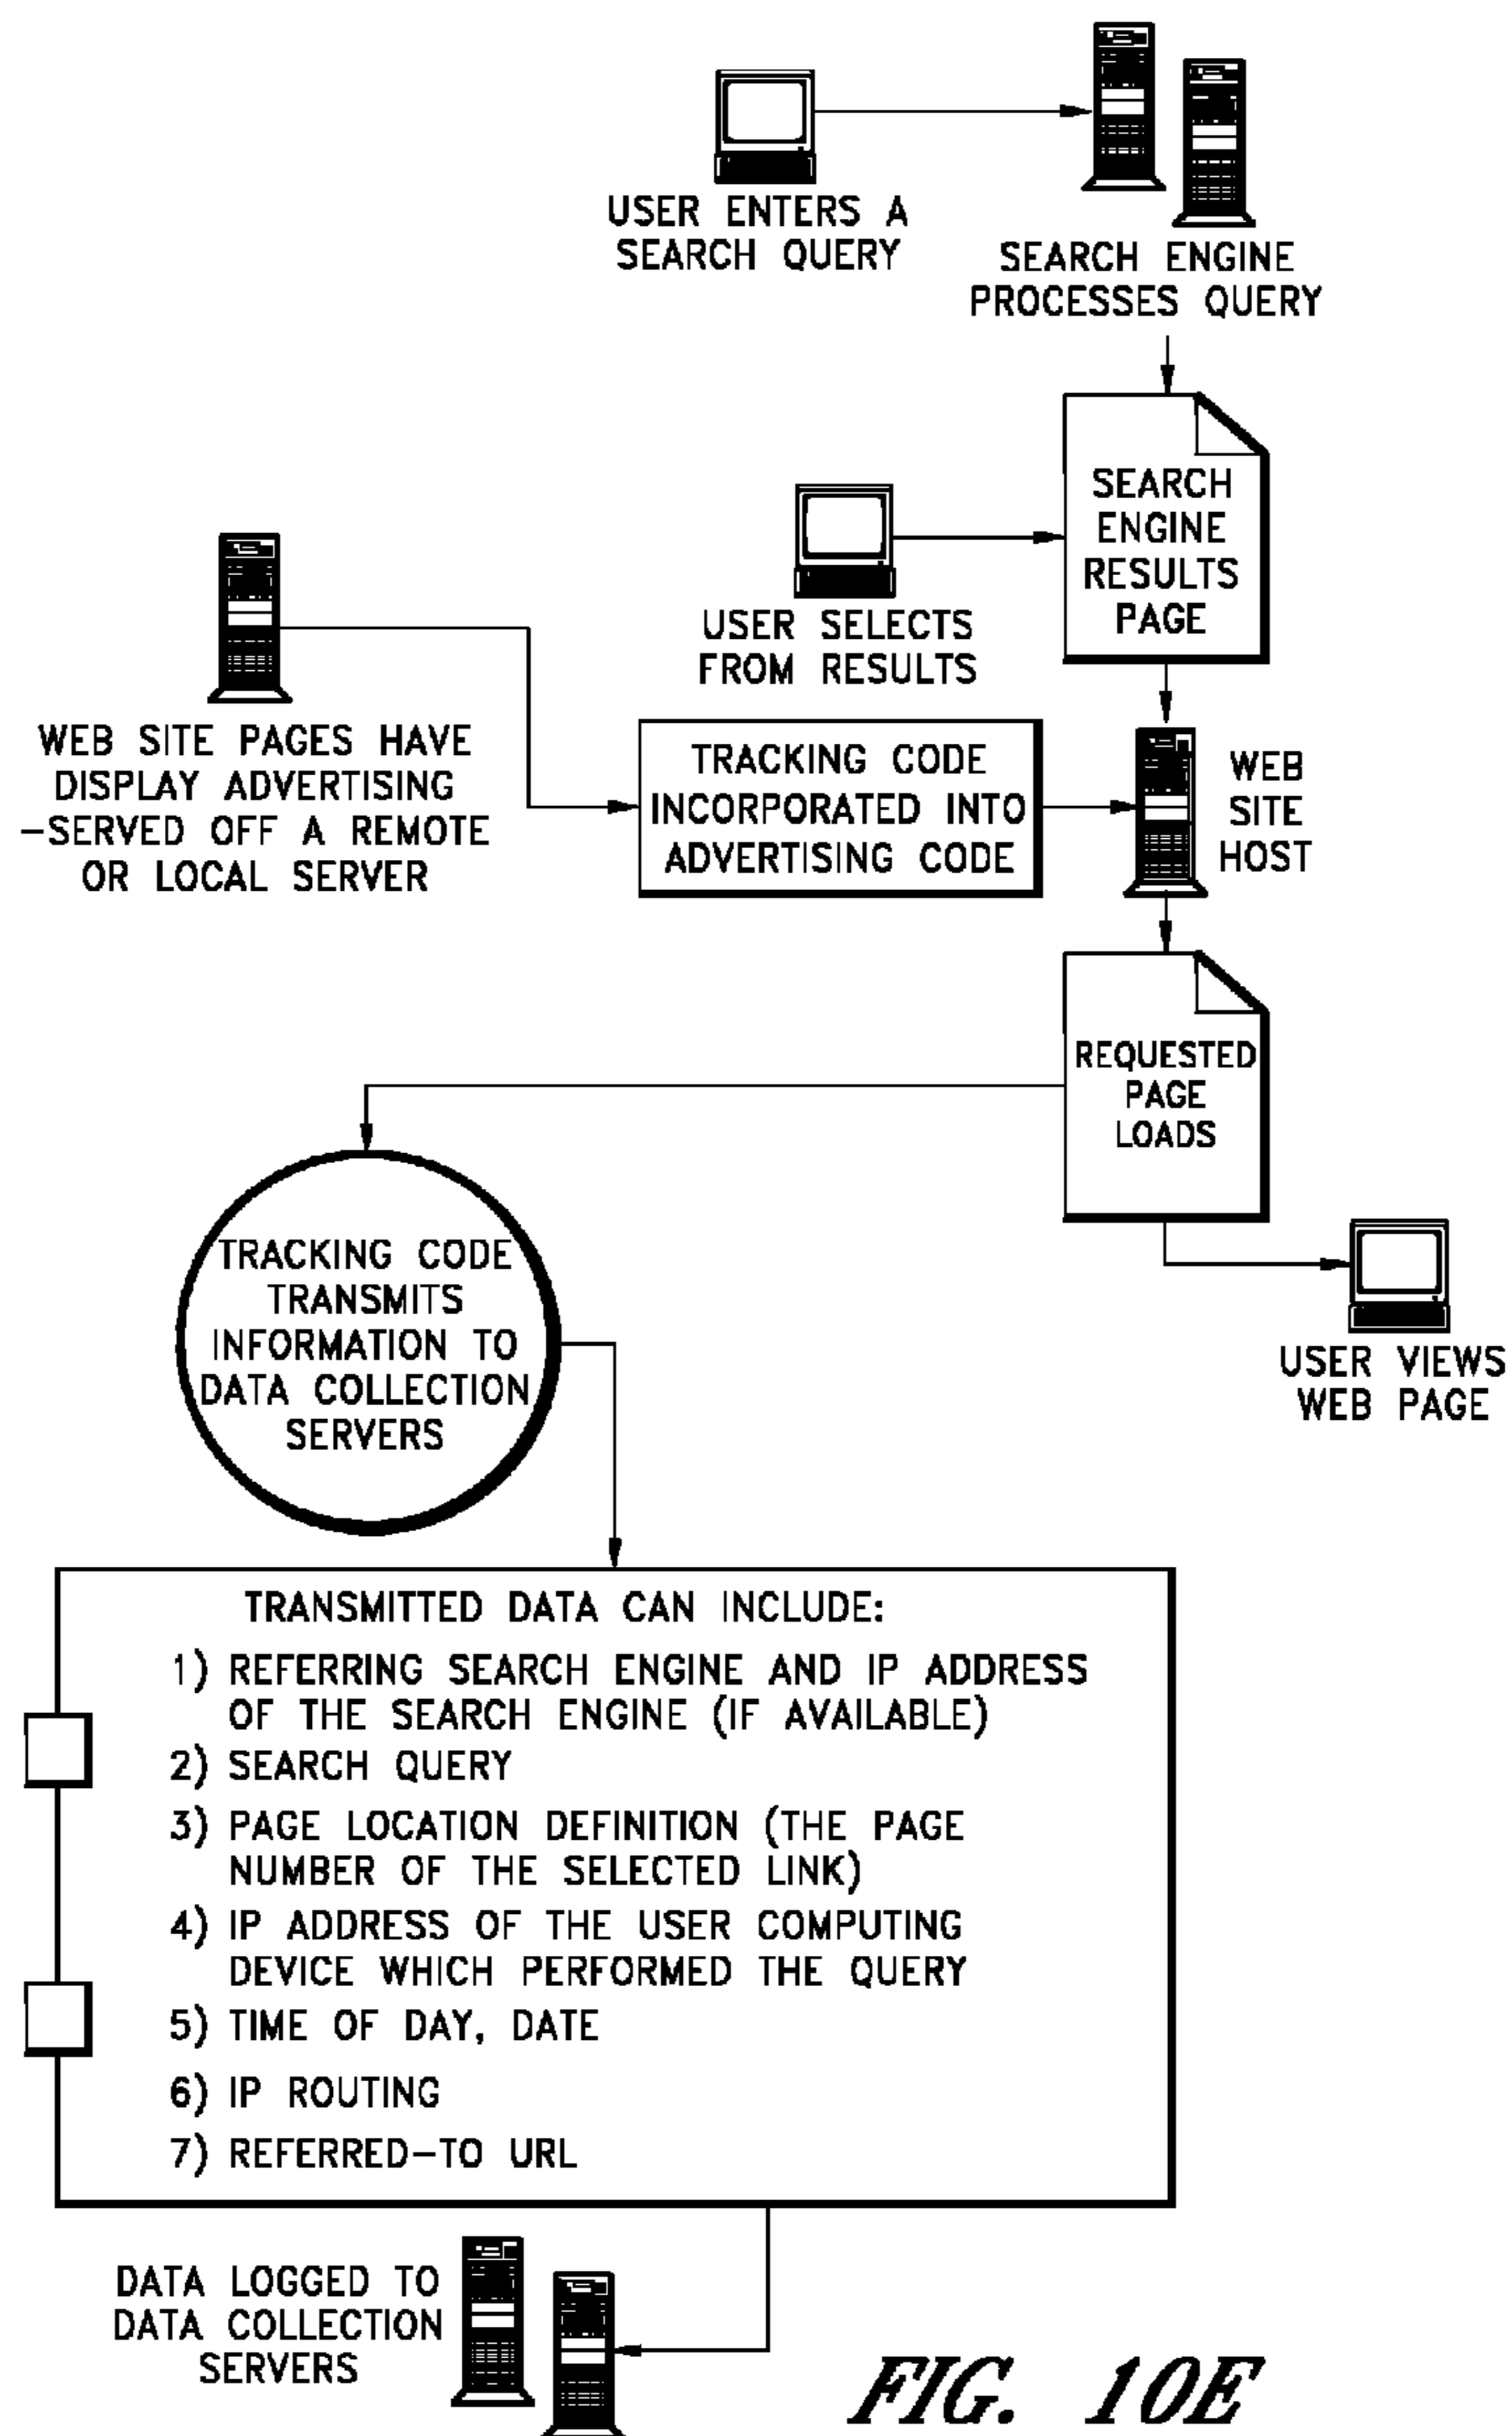 USER ENTERS A
SEARCH QUERY
SEARCH ENGINE
PROCESSES QUERY
SEARCH
ENGINE
RESULTS
PAGE
USER SELECTS
FROM RESULTS
WEB SITE PAGES HAVE
DISPLAY ADVERTISING
-SERVED OFF A REMOTE
OR LOCAL SERVER
TRACKING CODE
INCORPORATED INTO
ADVERTISING CODE
WEB
SITE
HOST
REQUESTED
PAGE
LOADS
TRACKING CODE
TRANSMITS
INFORMATION TO
DATA COLLECTION
SERVERS
USER VIEWS
WEB PAGE
TRANSMITTED DATA CAN INCLUDE:
1) REFERRING SEARCH ENGINE AND IP ADDRESS
OF THE SEARCH ENGINE (IF AVAILABLE)
2) SEARCH QUERY
3) PAGE LOCATION DEFINITION (THE PAGE
NUMBER OF THE SELECTED LINK)
4) IP ADDRESS OF THE USER COMPUTING
DEVICE WHICH PERFORMED THE QUERY
5) TIME OF DAY, DATE
6) IP ROUTING
7) REFERRED-TO URL
DATA LOGGED TO
DATA COLLECTION
SERVERS
FIG. 10E